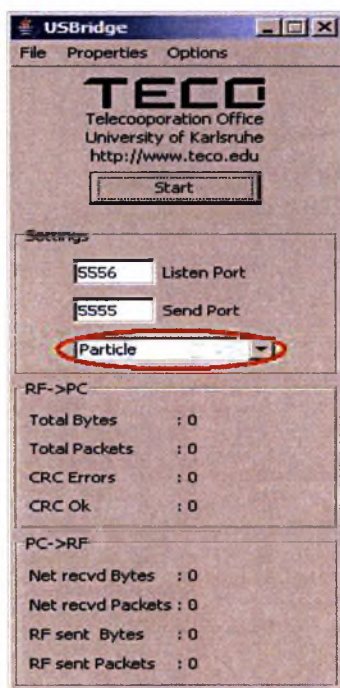 USBridge
File Properties Options
TECO
Telecooporation Office
University of Karlsruhe
http://www.teco.edu
Start
Settings
5556 Listen Port
5555 Send Port
Particle
RF->PC
Total Bytes : 0
Total Packets : 0
CRC Errors : 0
CRC Ok : 0
PC->RF
Net recvd Bytes : 0
Net recvd Packets : 0
RF sent Bytes : 0
RF sent Packets : 0